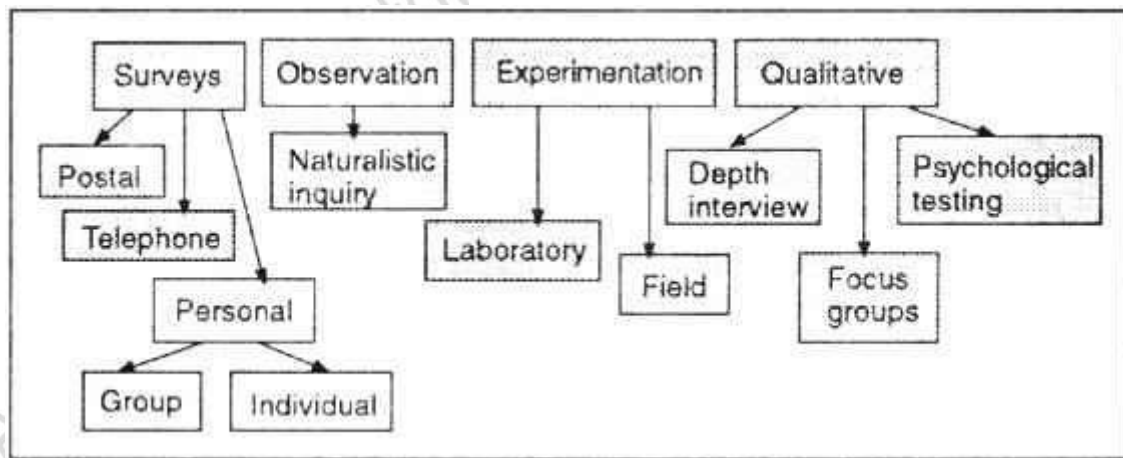 Surveys
Observation
Experimentation
Qualitative
Postal
Naturalistic
inquiry
Depth
interview
Psychological
testing
Telephone
Laboratory
Field
Focus
groups
Personal
Group
Individual